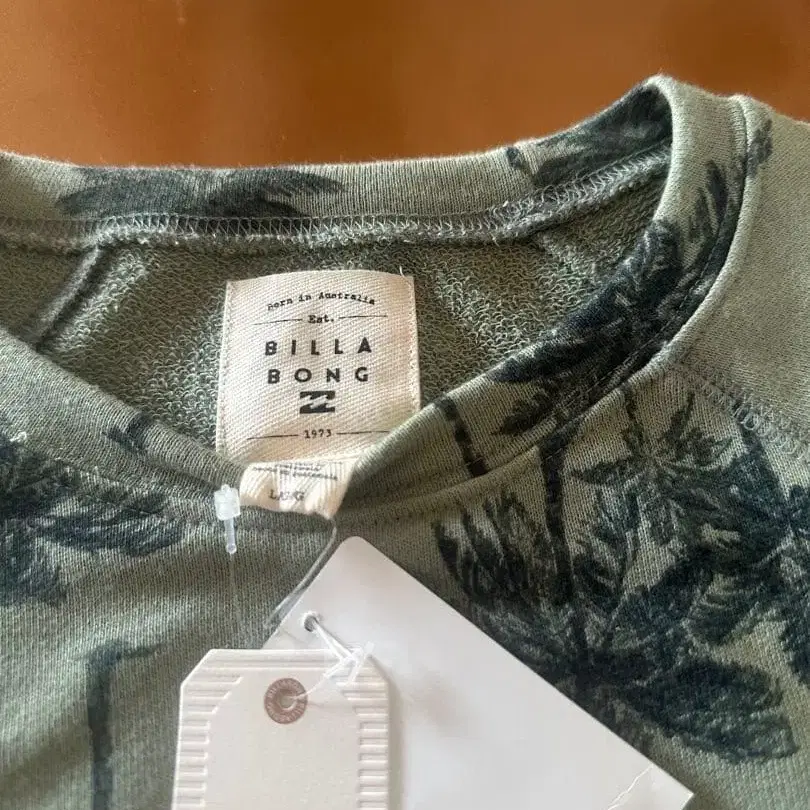 Born in Australia
Est.
BILLA
BONG
1973
L/G/G